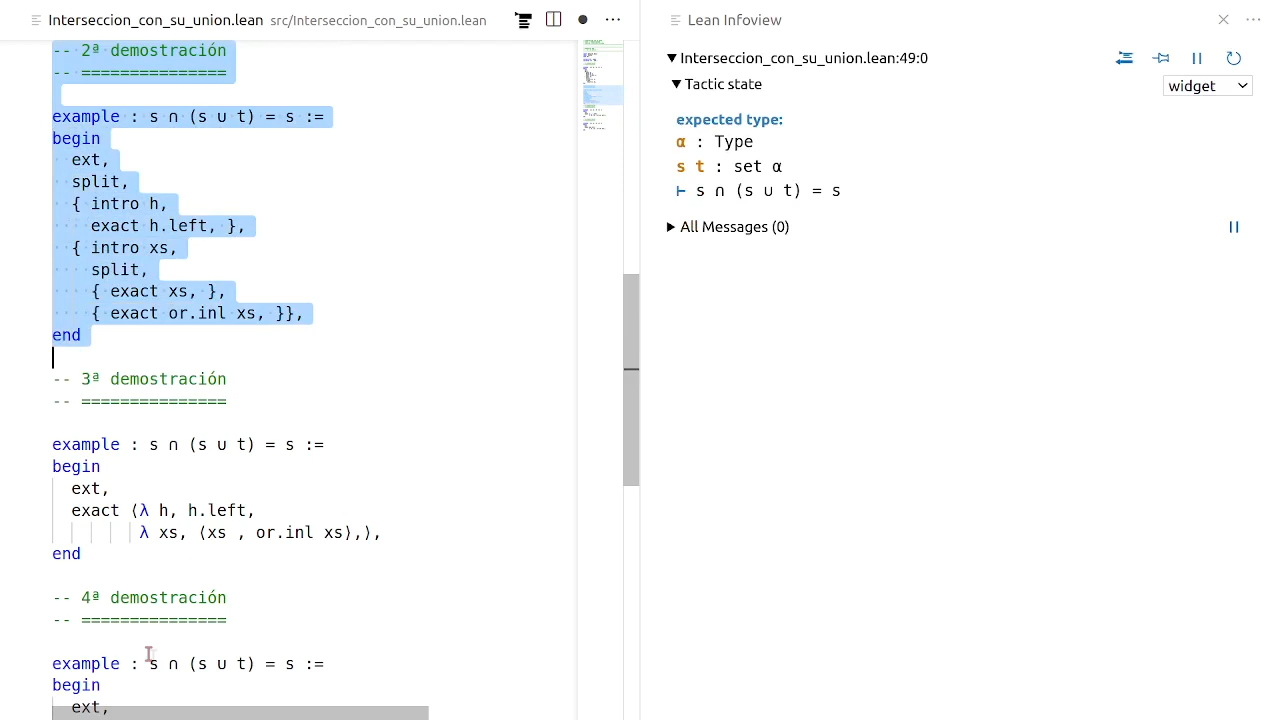 Interseccion_con_su_union.lean src/Interseccion_con_su_union.lean
-- 2ª demostración
-- ===============
example : s ∩ (s ∪ t) = s :=
begin
  ext,
  split,
  { intro h,
    exact h.left, },
  { intro xs,
    split,
    { exact xs, },
    { exact or.inl xs, }},
end
-- 3ª demostración
-- ===============
example : s ∩ (s ∪ t) = s :=
begin
  ext,
  exact ⟨λ h, h.left,
         λ xs, ⟨xs , or.inl xs⟩,⟩,
end
-- 4ª demostración
-- ===============
example : s ∩ (s ∪ t) = s :=
begin
  ext,
Lean Infoview
Interseccion_con_su_union.lean:49:0
Tactic state
widget
expected type:
α : Type
s t : set α
⊢ s ∩ (s ∪ t) = s
All Messages (0)